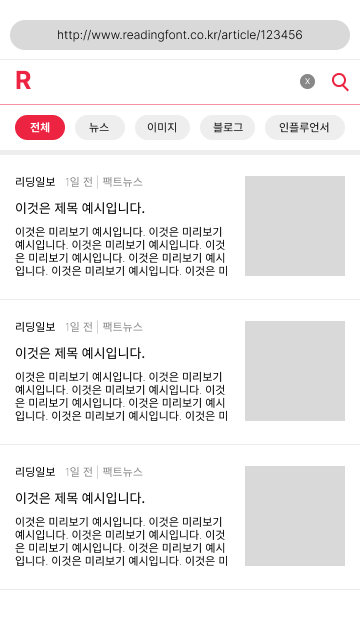 http://www.readingfont.co.kr/article/123456
R
X
전체 뉴스 이미지 블로그 인플루언서
리딩일보 1일 전 팩트뉴스
이것은 제목 예시입니다.
이것은 미리보기 예시입니다. 이것은 미리보기
예시입니다. 이것은 미리보기 예시입니다. 이것
은 미리보기 예시입니다. 이것은 미리보기 예시
입니다. 이것은 미리보기 예시입니다. 이것은 미
리딩일보 1일 전 팩트뉴스
이것은 제목 예시입니다.
이것은 미리보기 예시입니다. 이것은 미리보기
예시입니다. 이것은 미리보기 예시입니다. 이것
은 미리보기 예시입니다. 이것은 미리보기 예시
입니다. 이것은 미리보기 예시입니다. 이것은 미
리딩일보 1일 전 팩트뉴스
이것은 제목 예시입니다.
이것은 미리보기 예시입니다. 이것은 미리보기
예시입니다. 이것은 미리보기 예시입니다. 이것
은 미리보기 예시입니다. 이것은 미리보기 예시
입니다. 이것은 미리보기 예시입니다. 이것은 미